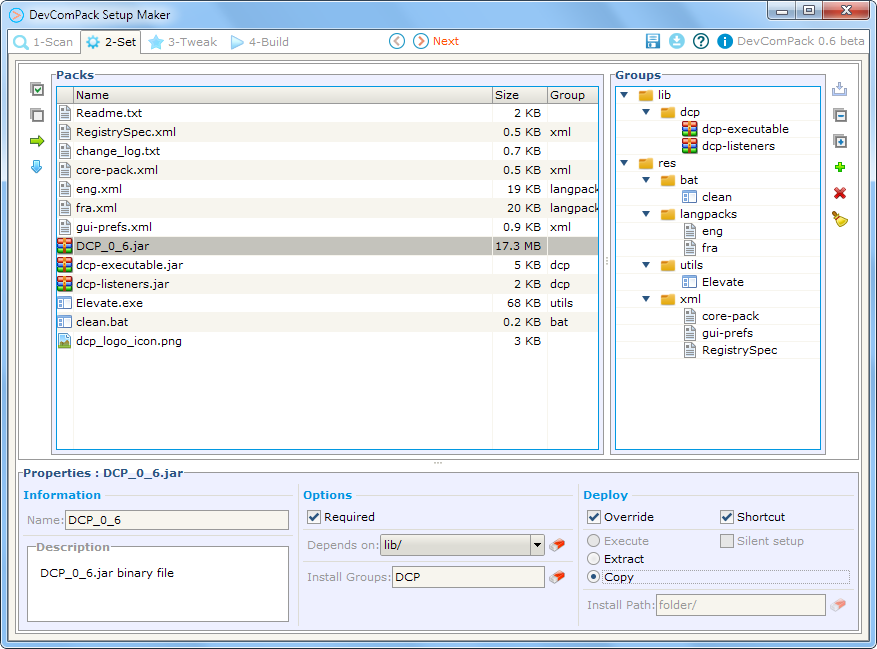 DevComPack Setup Maker
1-Scan 2-Set 3-Tweak 4-Build Next DevComPack 0.6 beta
Packs
Name Size Group
Readme.txt 2 KB
RegistrySpec.xml 0.5 KB xml
change_log.txt 0.7 KB
core-pack.xml 0.5 KB xml
eng.xml 19 KB langpack
fra.xml 20 KB langpack
gui-prefs.xml 0.9 KB xml
DCP_0_6.jar 17.3 MB
dcp-executable.jar 5 KB dcp
dcp-listeners.jar 2 KB dcp
Elevate.exe 68 KB utils
clean.bat 0.2 KB bat
dcp_logo_icon.png 3 KB
Groups
lib
dcp
dcp-executable
dcp-listeners
res
bat
clean
langpacks
eng
fra
utils
Elevate
xml
core-pack
gui-prefs
RegistrySpec
Properties : DCP_0_6.jar
Information
Name: DCP_0_6
Description
DCP_0_6.jar binary file
Options
Required
Depends on: lib/
Install Groups: DCP
Deploy
Override Shortcut
Execute Silent setup
Extract
Copy
Install Path: folder/